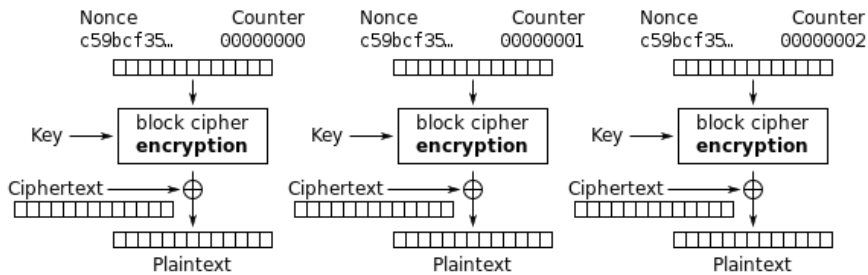 Nonce Counter Nonce Counter Nonce Counter
c59bcf35… 00000000 c59bcf35… 00000001 c59bcf35… 00000002
block cipher block cipher block cipher
Key encryption Key encryption Key encryption
Ciphertext Ciphertext Ciphertext
Plaintext Plaintext Plaintext